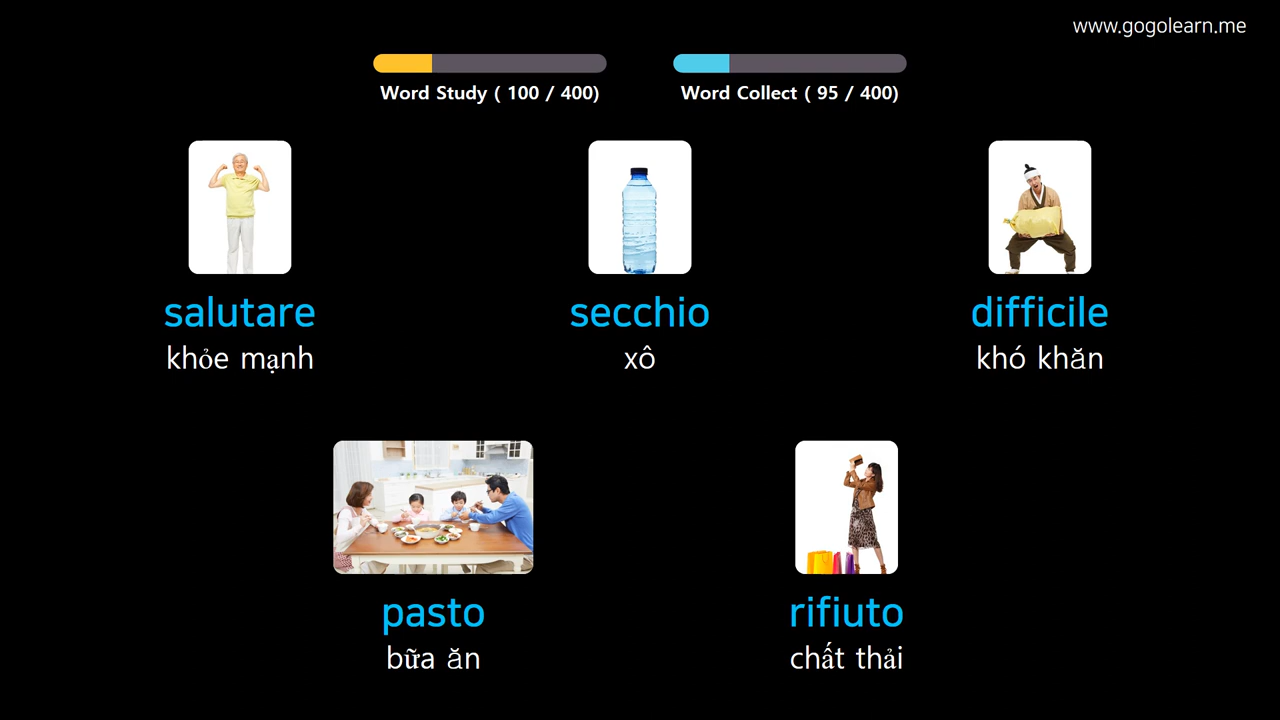 www.gogolearn.me
Word Study ( 100 / 400)
Word Collect ( 95 / 400)
salutare
khỏe mạnh
secchio
xô
difficile
khó khăn
pasto
bữa ăn
rifiuto
chất thải